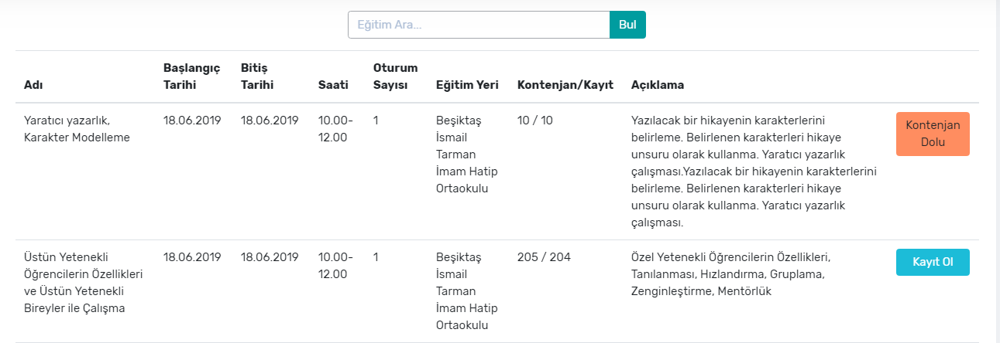 Eğitim Ara...
Bul
Adı
Başlangıç
Tarihi
Bitiş
Tarihi
Saati
Oturum
Sayısı
Eğitim Yeri
Kontenjan/Kayıt
Açıklama
Yaratıcı yazarlık,
Karakter Modelleme
18.06.2019
18.06.2019
10.00-
12.00
1
Beşiktaş
İsmail
Tarman
İmam Hatip
Ortaokulu
10 / 10
Yazılacak bir hikayenin karakterlerini
belirleme. Belirlenen karakterleri hikaye
unsuru olarak kullanma. Yaratıcı yazarlık
çalışması.Yazılacak bir hikayenin karakterlerini
belirleme. Belirlenen karakterleri hikaye
unsuru olarak kullanma. Yaratıcı yazarlık
çalışması.
Kontenjan
Dolu
Üstün Yetenekli
Öğrencilerin Özellikleri
ve Üstün Yetenekli
Bireyler ile Çalışma
18.06.2019
18.06.2019
10.00-
12.00
1
Beşiktaş
İsmail
Tarman
İmam Hatip
Ortaokulu
205 / 204
Özel Yetenekli Öğrencilerin Özellikleri,
Tanılanması, Hızlandırma, Gruplama,
Zenginleştirme, Mentörlük
Kayıt Ol